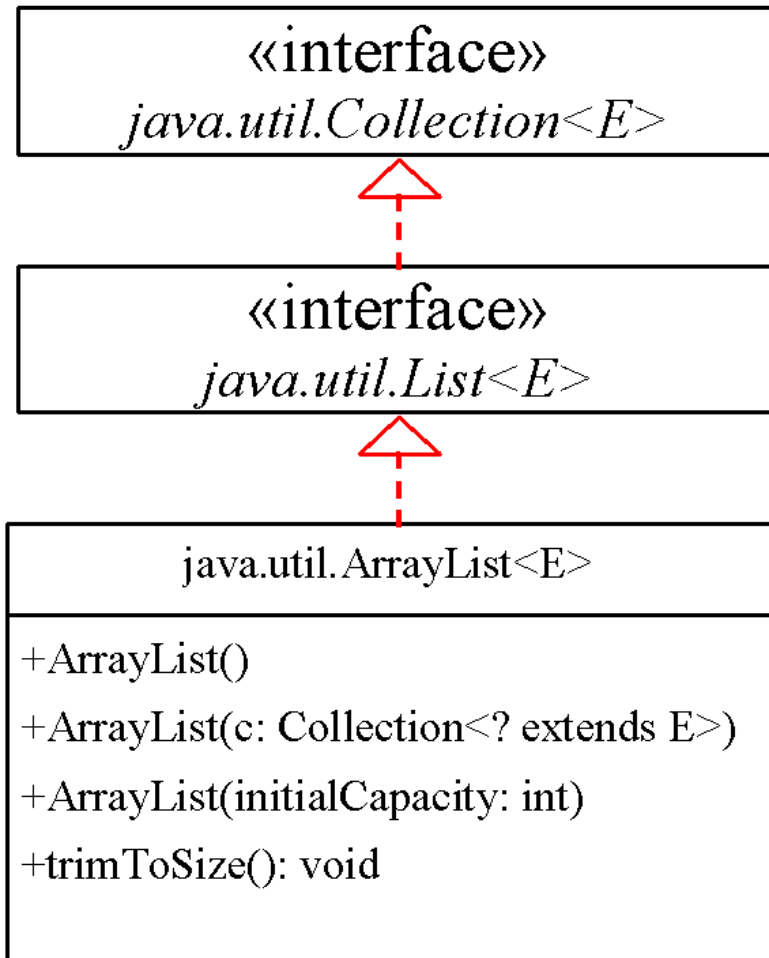 «interface»
java.util.Collection<E>
«interface»
java.util.List<E>
java.util.ArrayList<E>
+ArrayList()
+ArrayList(c: Collection<? extends E>)
+ArrayList(initialCapacity: int)
+trimToSize(): void